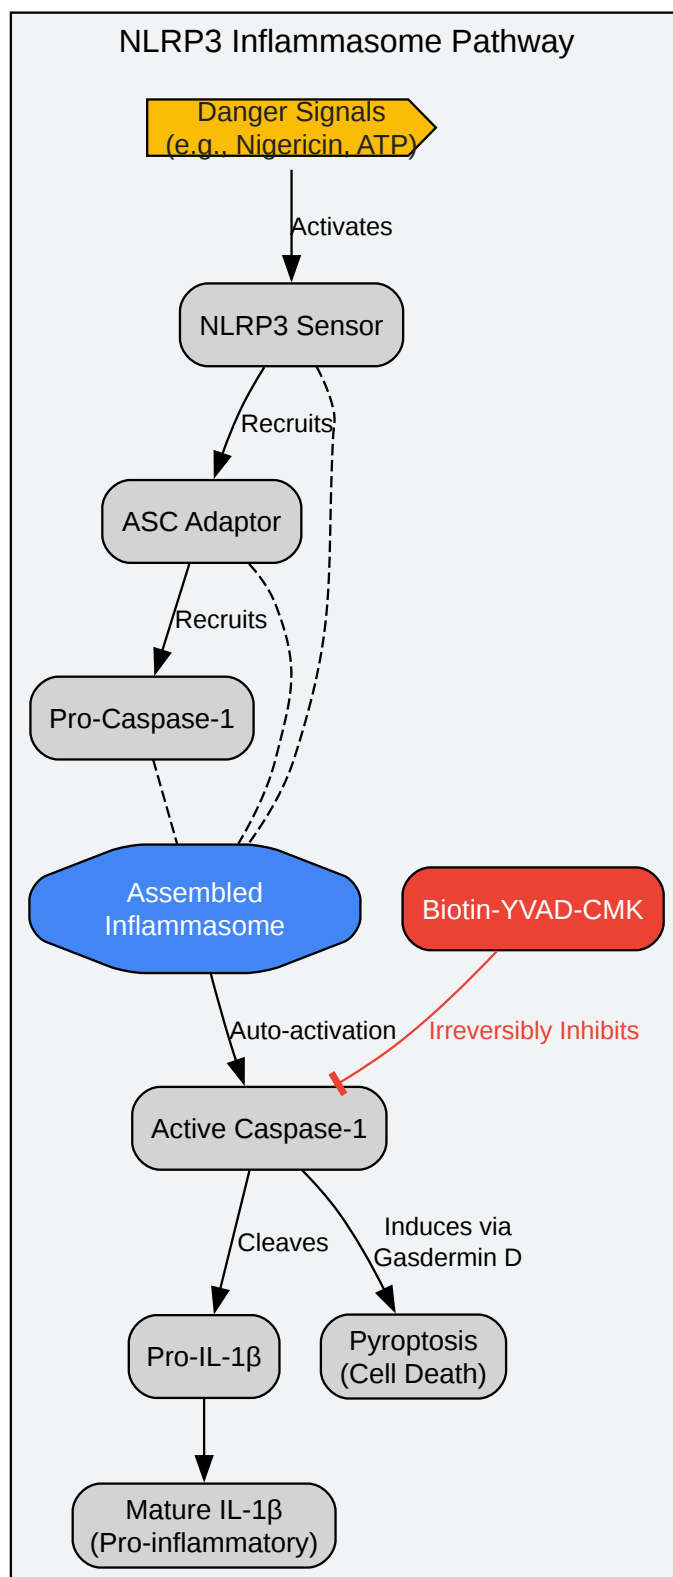 NLRP3 Inflammasome Pathway
Danger Signals
(e.g., Nigericin, ATP)
Activates
NLRP3 Sensor
Recruits
ASC Adaptor
Recruits
Pro-Caspase-1
Assembled
Inflammasome
Biotin-YVAD-CMK
Auto-activation
Irreversibly Inhibits
Active Caspase-1
Cleaves
Induces via
Gasdermin D
Pro-IL-1β
Pyroptosis
(Cell Death)
Mature IL-1β
(Pro-inflammatory)